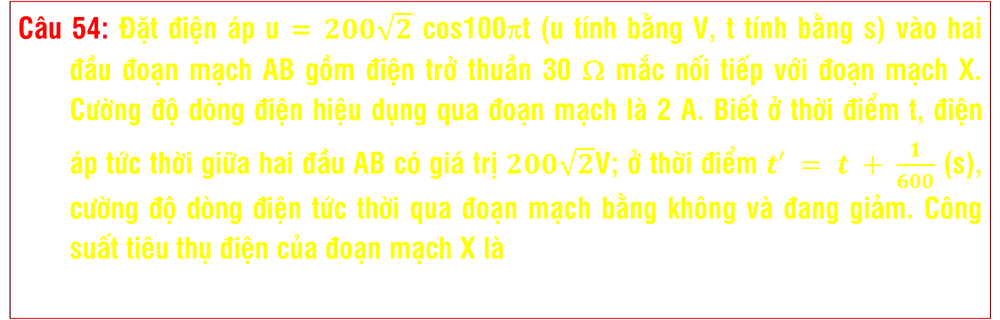 Câu 54: Đặt điện áp u = 200√2 cos100πt (u tính bằng V, t tính bằng s) vào hai
đầu đoạn mạch AB gồm điện trở thuần 30 Ω mắc nối tiếp với đoạn mạch X.
Cường độ dòng điện hiệu dụng qua đoạn mạch là 2 A. Biết ở thời điểm t, điện
áp tức thời giữa hai đầu AB có giá trị 200√2V; ở thời điểm t′ = t + 1/600 (s),
cường độ dòng điện tức thời qua đoạn mạch bằng không và đang giảm. Công
suất tiêu thụ điện của đoạn mạch X là